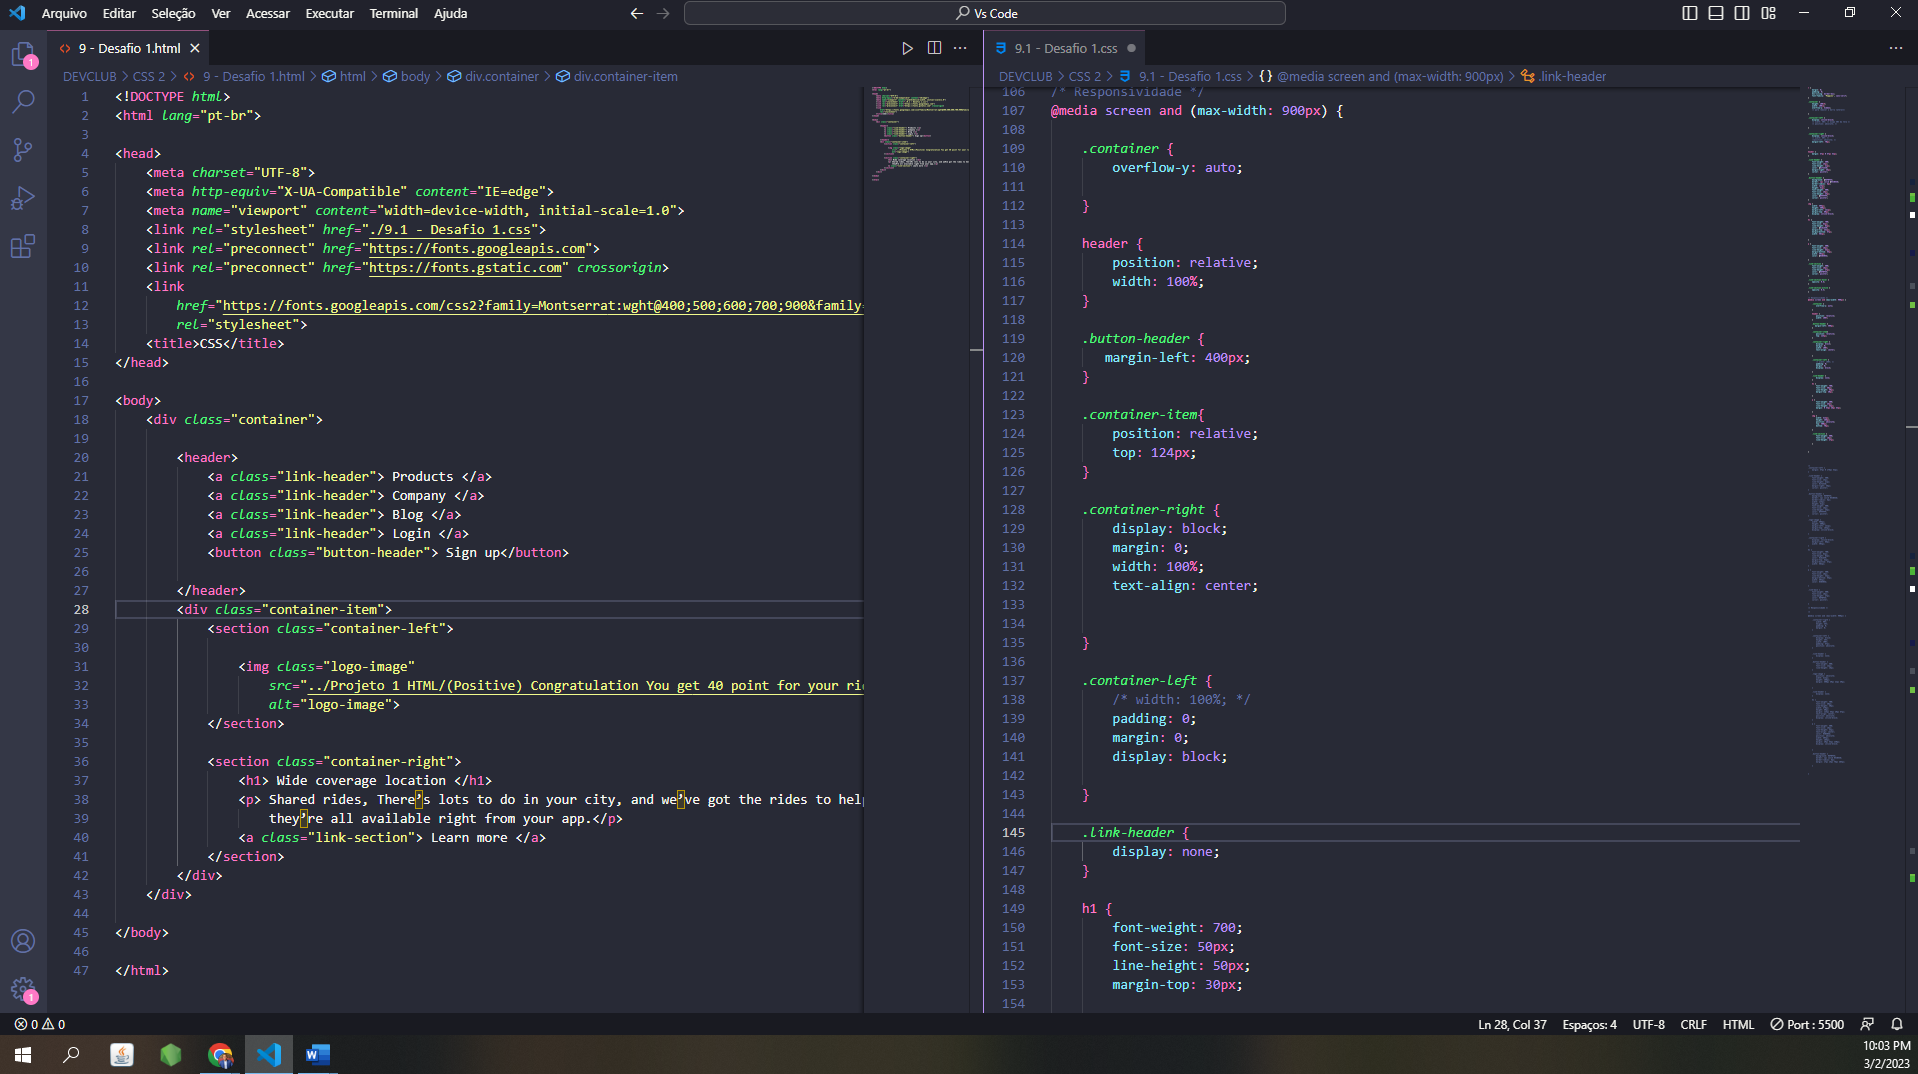 Arquivo Editar Seleção Ver Acessar Executar Terminal Ajuda
Vs Code
9 - Desafio 1.html
9.1 - Desafio 1.css
DEVCLUB > CSS 2 > 9 - Desafio 1.html > html > body > div.container > div.container-item
DEVCLUB > CSS 2 > 9.1 - Desafio 1.css > {} @media screen and (max-width: 900px) > .link-header
1 <!DOCTYPE html>
2 <html lang="pt-br">
3
4 <head>
5 <meta charset="UTF-8">
6 <meta http-equiv="X-UA-Compatible" content="IE=edge">
7 <meta name="viewport" content="width=device-width, initial-scale=1.0">
8 <link rel="stylesheet" href="./9.1 - Desafio 1.css">
9 <link rel="preconnect" href="https://fonts.googleapis.com">
10 <link rel="preconnect" href="https://fonts.gstatic.com" crossorigin>
11 <link
12 href="https://fonts.googleapis.com/css2?family=Montserrat:wght@400;500;600;700;900&family=
13 rel="stylesheet">
14 <title>CSS</title>
15 </head>
16
17 <body>
18 <div class="container">
19
20 <header>
21 <a class="link-header"> Products </a>
22 <a class="link-header"> Company </a>
23 <a class="link-header"> Blog </a>
24 <a class="link-header"> Login </a>
25 <button class="button-header"> Sign up</button>
26
27 </header>
28 <div class="container-item">
29 <section class="container-left">
30
31 <img class="logo-image"
32 src="../Projeto 1 HTML/(Positive) Congratulation You get 40 point for your ri
33 alt="logo-image">
34 </section>
35
36 <section class="container-right">
37 <h1> Wide coverage location </h1>
38 <p> Shared rides, There’s lots to do in your city, and we’ve got the rides to hel
39 they’re all available right from your app.</p>
40 <a class="link-section"> Learn more </a>
41 </section>
42 </div>
43 </div>
44
45 </body>
46
47 </html>
106 /* Responsividade */
107 @media screen and (max-width: 900px) {
108
109 .container {
110 overflow-y: auto;
111
112 }
113
114 header {
115 position: relative;
116 width: 100%;
117 }
118
119 .button-header {
120 margin-left: 400px;
121 }
122
123 .container-item{
124 position: relative;
125 top: 124px;
126 }
127
128 .container-right {
129 display: block;
130 margin: 0;
131 width: 100%;
132 text-align: center;
133
134
135 }
136
137 .container-left {
138 /* width: 100%; */
139 padding: 0;
140 margin: 0;
141 display: block;
142
143 }
144
145 .link-header {
146 display: none;
147 }
148
149 h1 {
150 font-weight: 700;
151 font-size: 50px;
152 line-height: 50px;
153 margin-top: 30px;
154
1
1
0 0
Ln 28, Col 37 Espaços: 4 UTF-8 CRLF HTML Port : 5500
10:03 PM
3/2/2023